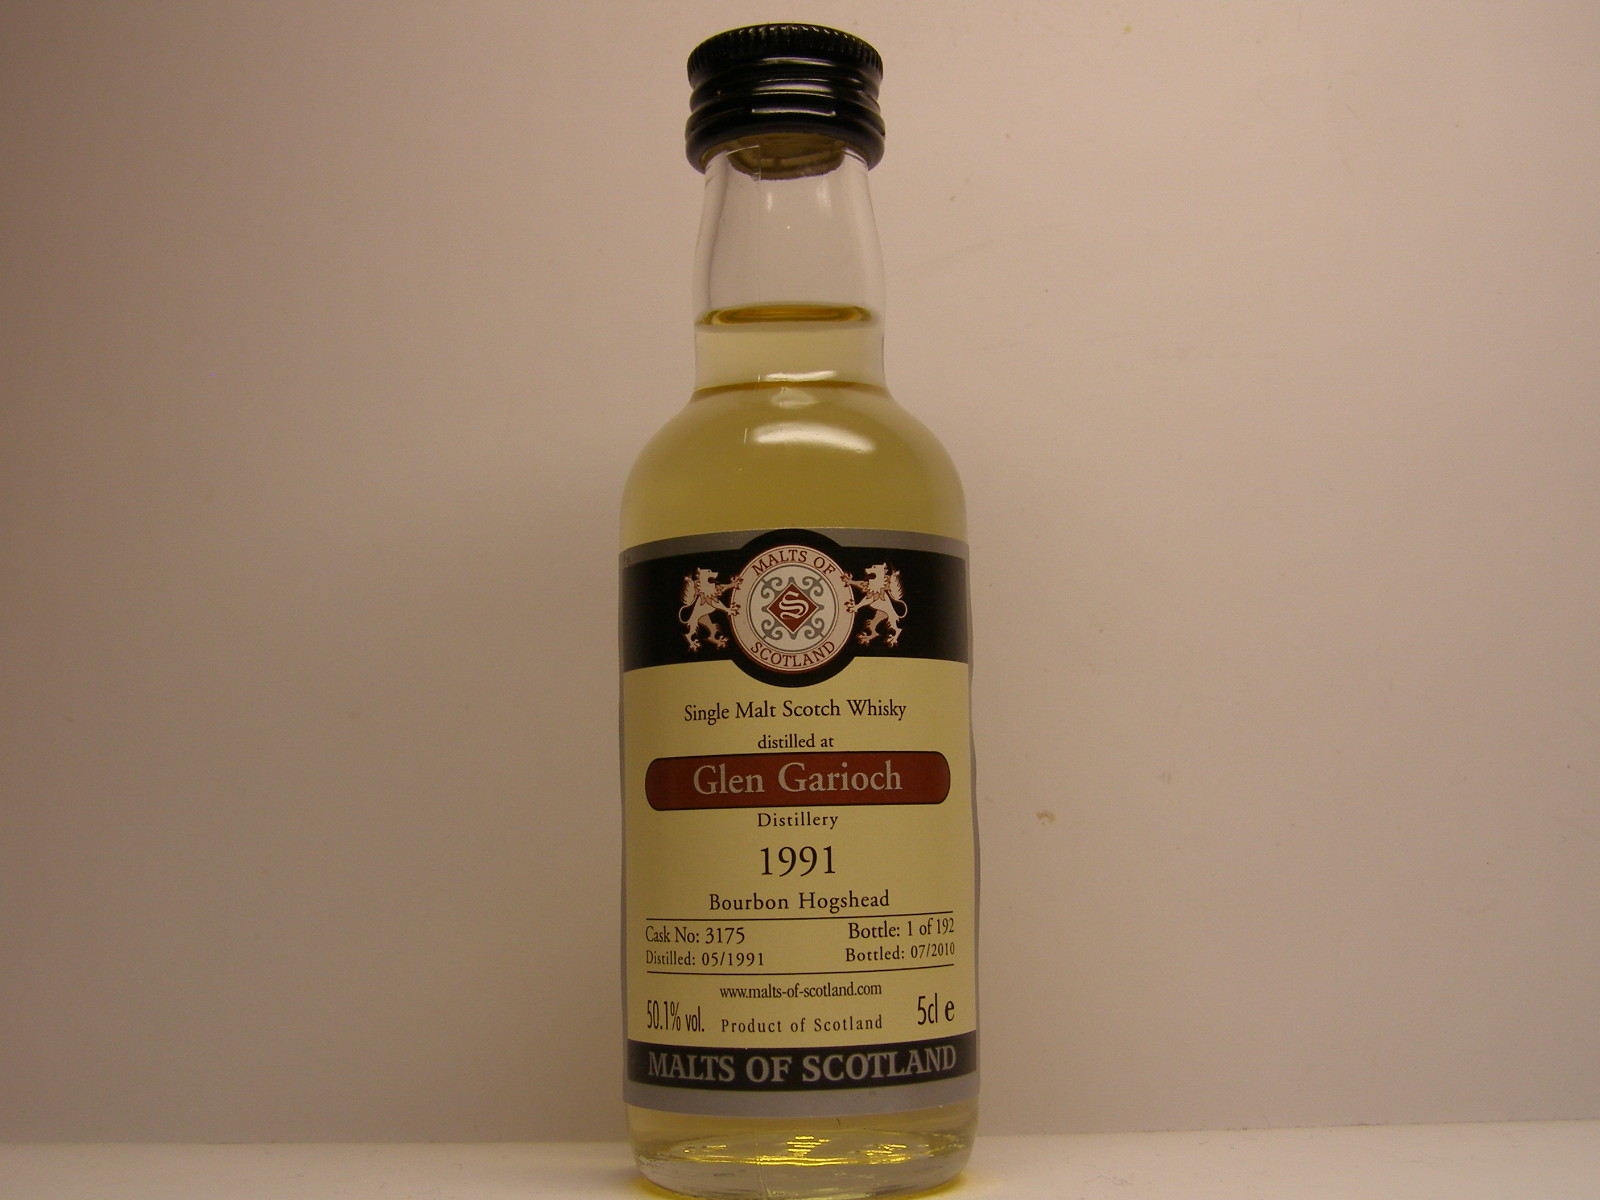 MALTS OF
S
SCOTLAND
Single Malt Scotch Whisky
distilled at
Glen Garioch
Distillery
1991
Bourbon Hogshead
Cask No: 3175 Bottle: 1 of 192
Distilled: 05/1991 Bottled: 07/2010
www.malts-of-scotland.com
50.1% vol. Product of Scotland 5cl e
MALTS OF SCOTLAND